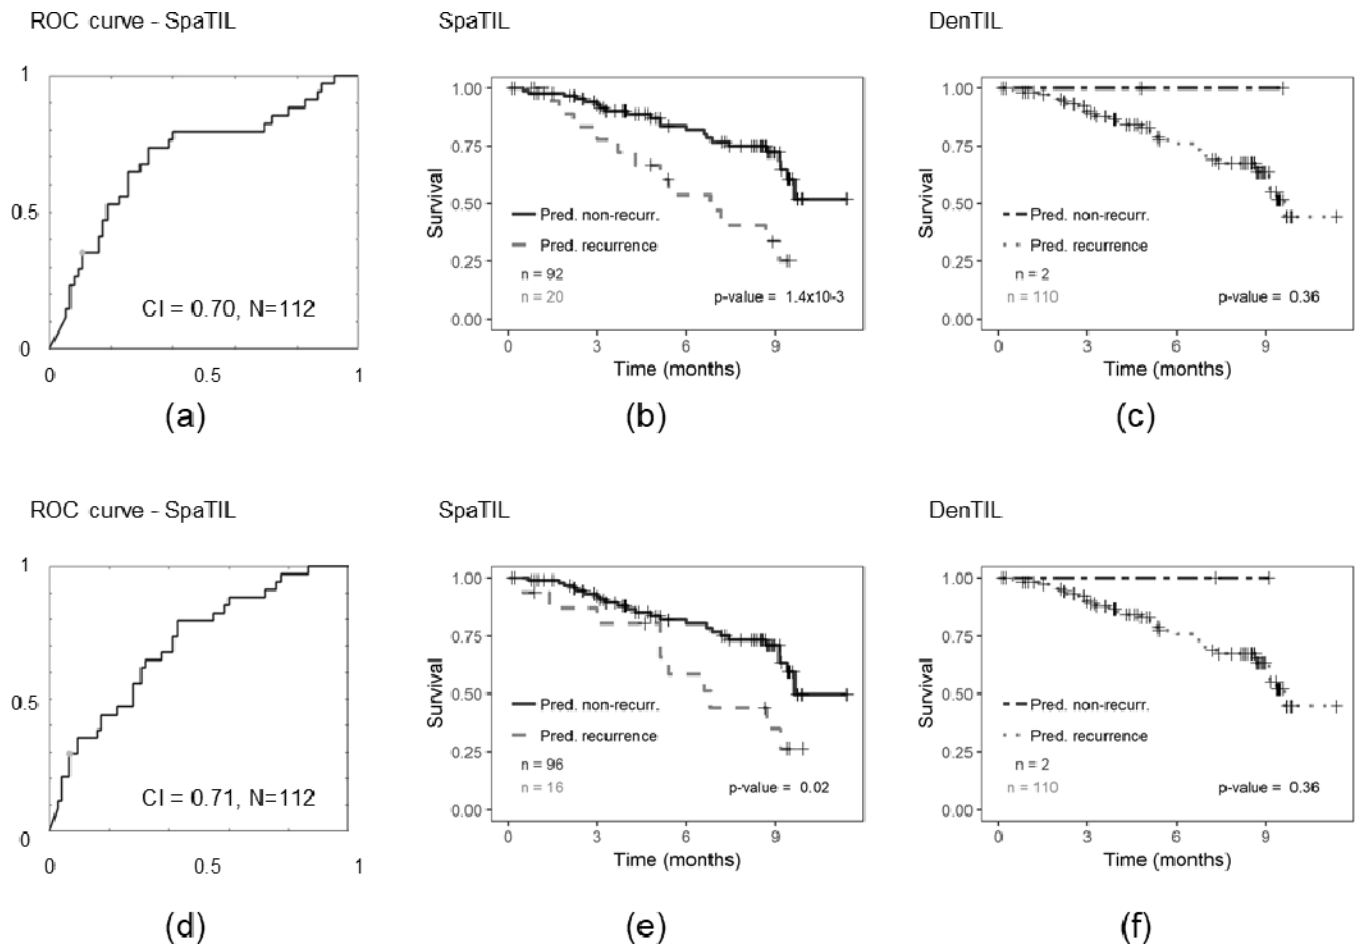 ROC curve - SpaTIL
1
0.5
0
CI = 0.70, N=112
0 0.5 1
(a)
SpaTIL
1.00
0.75
0.50
0.25
0.00
Survival
Pred. non-recurr.
Pred. recurrence
n = 92
n = 20
p-value = 1.4x10-3
0 3 6 9
Time (months)
(b)
DenTIL
1.00
0.75
0.50
0.25
0.00
Survival
Pred. non-recurr.
Pred. recurrence
n = 2
n = 110
p-value = 0.36
0 3 6 9
Time (months)
(c)
ROC curve - SpaTIL
1
0.5
0
CI = 0.71, N=112
0 0.5 1
(d)
SpaTIL
1.00
0.75
0.50
0.25
0.00
Survival
Pred. non-recurr.
Pred. recurrence
n = 96
n = 16
p-value = 0.02
0 3 6 9
Time (months)
(e)
DenTIL
1.00
0.75
0.50
0.25
0.00
Survival
Pred. non-recurr.
Pred. recurrence
n = 2
n = 110
p-value = 0.36
0 3 6 9
Time (months)
(f)